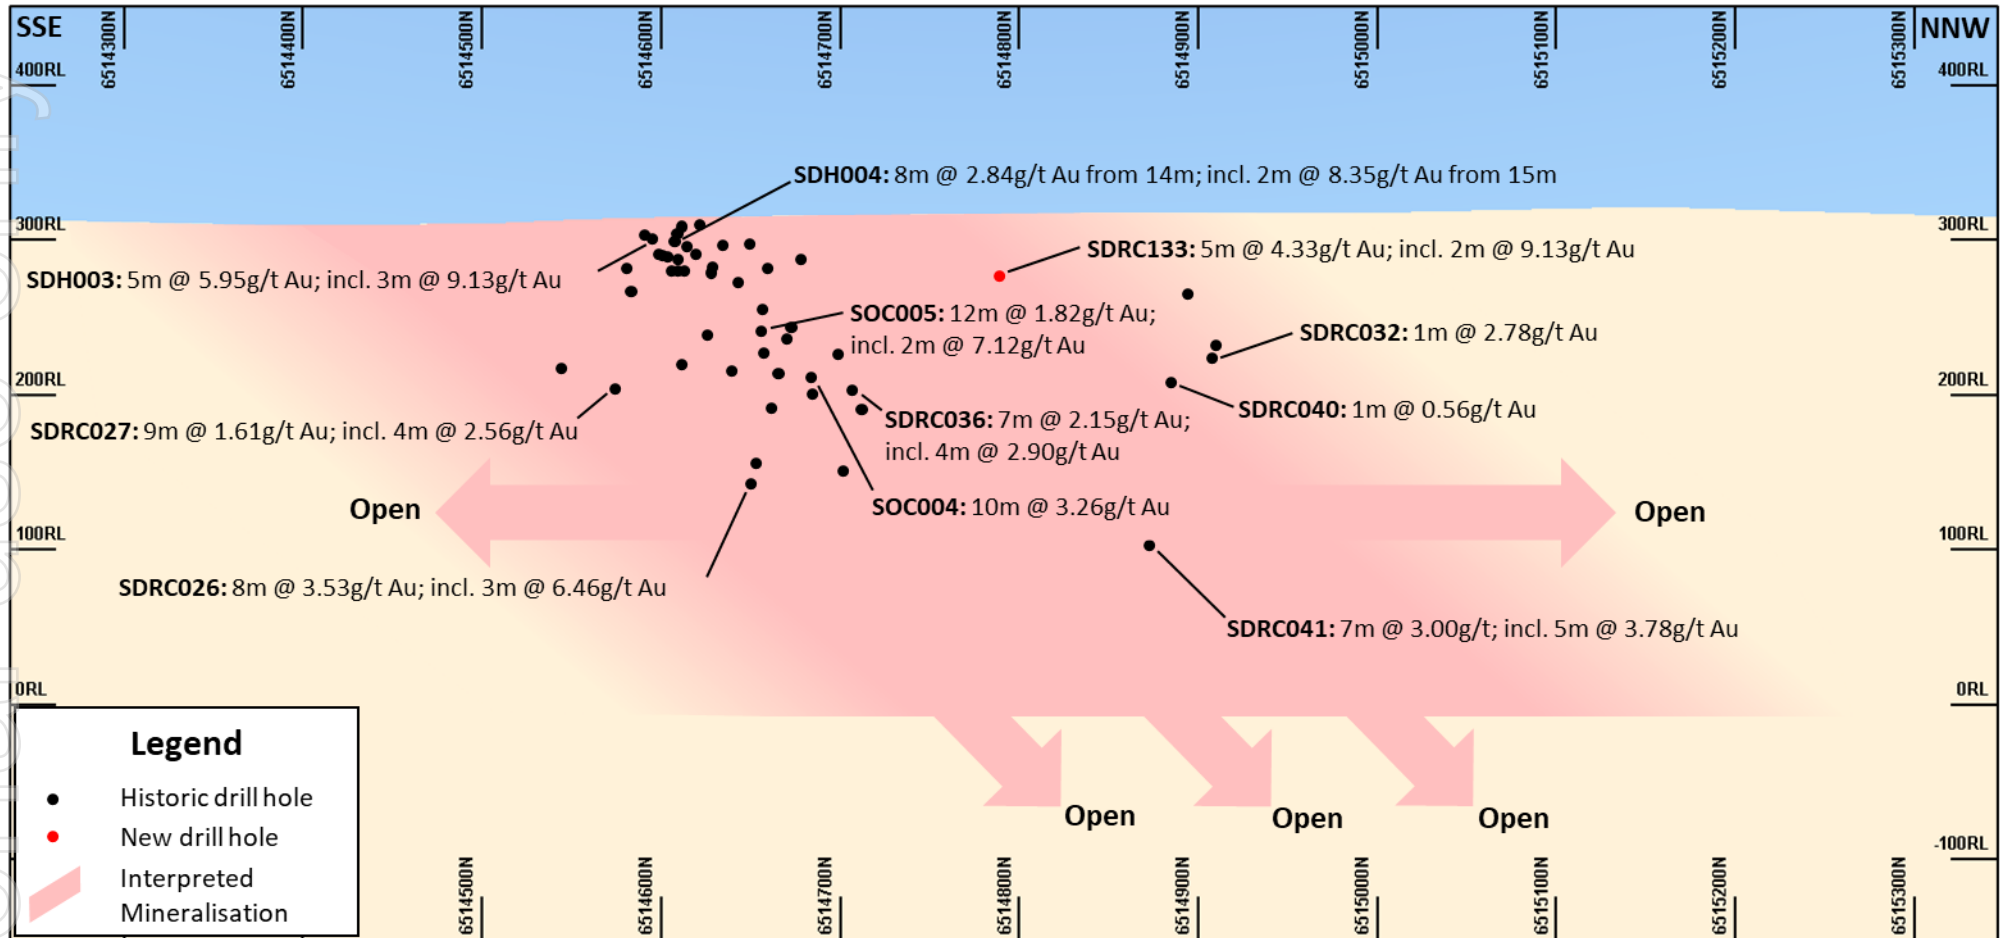 SSE
NNW
6514300N
6514400N
6514500N
6514600N
6514700N
6514800N
6514900N
6515000N
6515100N
6515200N
6515300N
400RL
400RL
SDH004: 8m @ 2.84g/t Au from 14m; incl. 2m @ 8.35g/t Au from 15m
300RL
300RL
SDRC133: 5m @ 4.33g/t Au; incl. 2m @ 9.13g/t Au
SDH003: 5m @ 5.95g/t Au; incl. 3m @ 9.13g/t Au
SOC005: 12m @ 1.82g/t Au;
incl. 2m @ 7.12g/t Au
SDRC032: 1m @ 2.78g/t Au
200RL
200RL
SDRC040: 1m @ 0.56g/t Au
SDRC036: 7m @ 2.15g/t Au;
incl. 4m @ 2.90g/t Au
SDRC027: 9m @ 1.61g/t Au; incl. 4m @ 2.56g/t Au
SOC004: 10m @ 3.26g/t Au
Open
Open
100RL
100RL
SDRC026: 8m @ 3.53g/t Au; incl. 3m @ 6.46g/t Au
SDRC041: 7m @ 3.00g/t; incl. 5m @ 3.78g/t Au
0RL
0RL
Open
Open
Open
-100RL
Legend
Historic drill hole
New drill hole
Interpreted
Mineralisation
6514500N
6514600N
6514700N
6514800N
6514900N
6515000N
6515100N
6515200N
6515300N